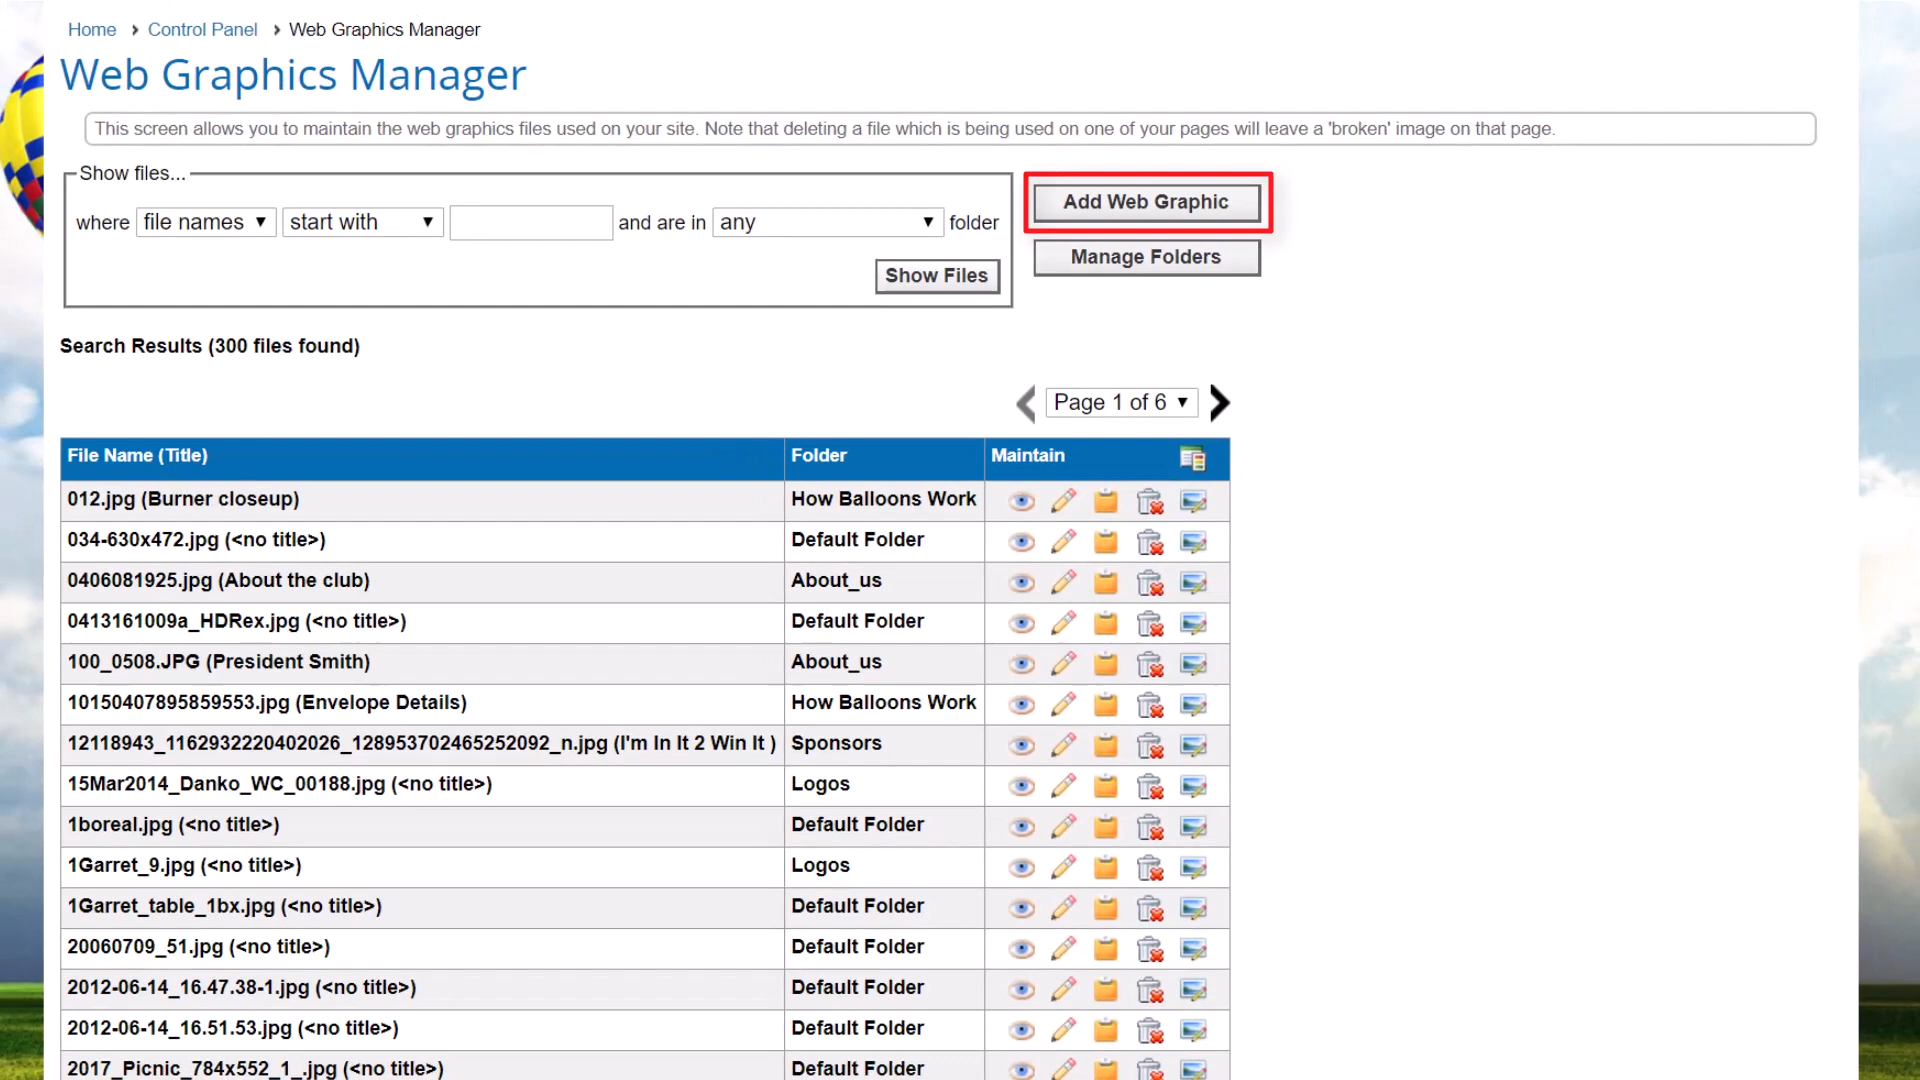 Home › Control Panel › Web Graphics Manager
Web Graphics Manager
This screen allows you to maintain the web graphics files used on your site. Note that deleting a file which is being used on one of your pages will leave a 'broken' image on that page.
Show files...
where file names start with and are in any folder
Show Files
Add Web Graphic
Manage Folders
Search Results (300 files found)
Page 1 of 6
File Name (Title) Folder Maintain
012.jpg (Burner closeup) How Balloons Work
034-630x472.jpg (<no title>) Default Folder
0406081925.jpg (About the club) About_us
0413161009a_HDRex.jpg (<no title>) Default Folder
100_0508.JPG (President Smith) About_us
10150407895859553.jpg (Envelope Details) How Balloons Work
12118943_1162932220402026_128953702465252092_n.jpg (I'm In It 2 Win It ) Sponsors
15Mar2014_Danko_WC_00188.jpg (<no title>) Logos
1boreal.jpg (<no title>) Default Folder
1Garret_9.jpg (<no title>) Logos
1Garret_table_1bx.jpg (<no title>) Default Folder
20060709_51.jpg (<no title>) Default Folder
2012-06-14_16.47.38-1.jpg (<no title>) Default Folder
2012-06-14_16.51.53.jpg (<no title>) Default Folder
2017_Picnic_784x552_1_.jpg (<no title>) Default Folder